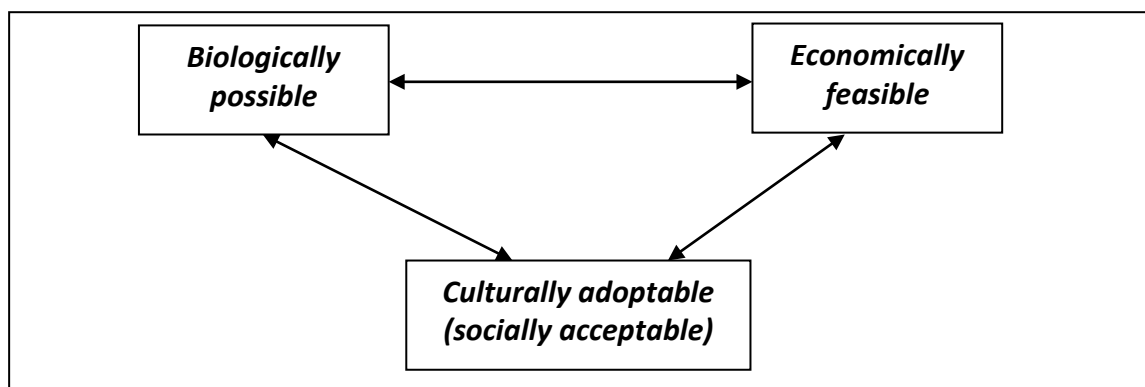 Biologically
possible
Economically
feasible
Culturally adoptable
(socially acceptable)